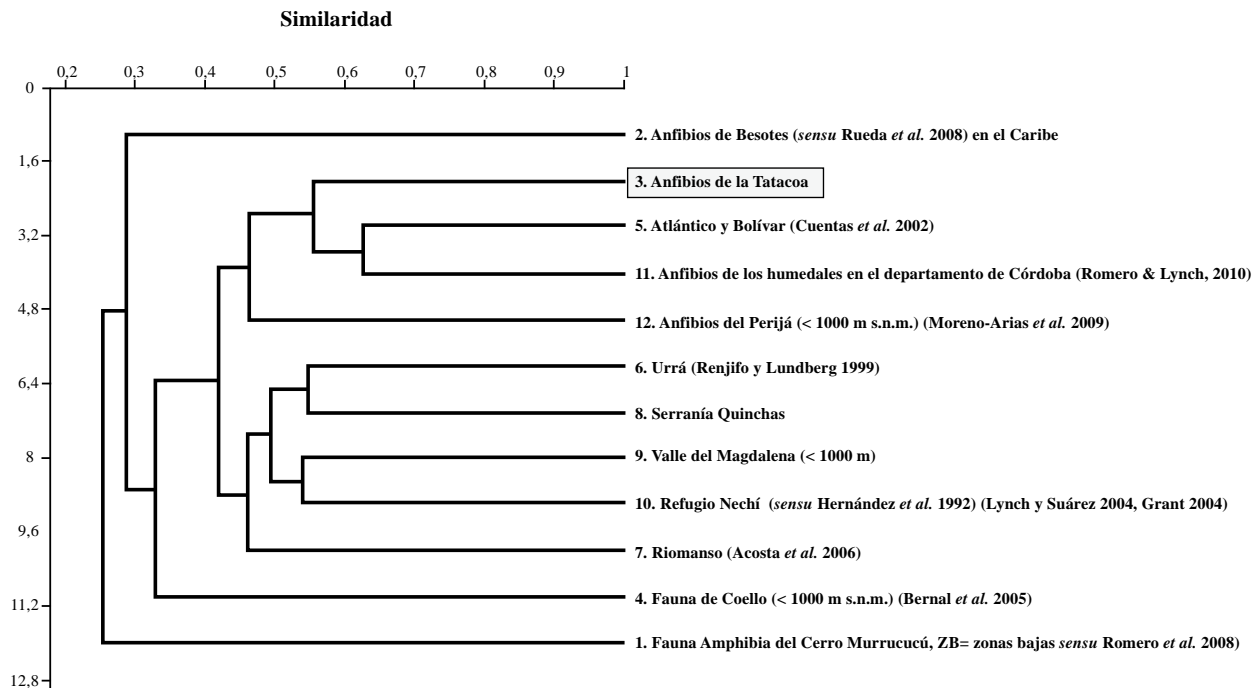 Similaridad
0,2 0,3 0,4 0,5 0,6 0,7 0,8 0,9 1
0
2. Anfibios de Besotes (sensu Rueda et al. 2008) en el Caribe
1,6
3. Anfibios de la Tatacoa
5. Atlántico y Bolívar (Cuentas et al. 2002)
3,2
11. Anfibios de los humedales en el departamento de Córdoba (Romero & Lynch, 2010)
4,8
12. Anfibios del Perijá (< 1000 m s.n.m.) (Moreno-Arias et al. 2009)
6. Urrá (Renjifo y Lundberg 1999)
6,4
8. Serranía Quinchas
9. Valle del Magdalena (< 1000 m)
8
10. Refugio Nechí (sensu Hernández et al. 1992) (Lynch y Suárez 2004, Grant 2004)
9,6
7. Riomanso (Acosta et al. 2006)
4. Fauna de Coello (< 1000 m s.n.m.) (Bernal et al. 2005)
11,2
1. Fauna Amphibia del Cerro Murrucucú, ZB= zonas bajas sensu Romero et al. 2008)
12,8